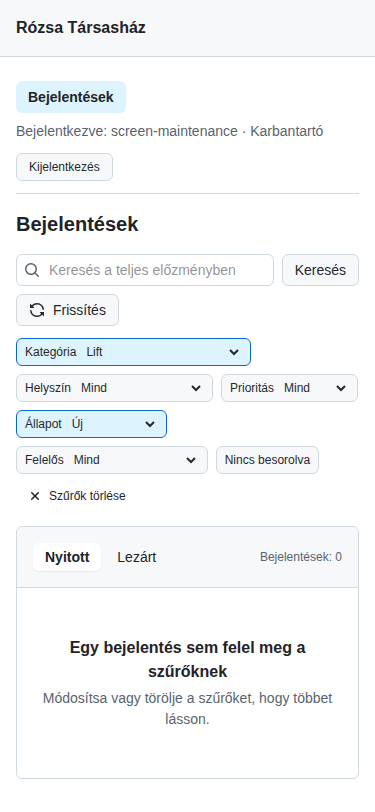 Rózsa Társasház
Bejelentések
Bejelentkezve: screen-maintenance · Karbantartó
Kijelentkezés
Bejelentések
Keresés a teljes előzményben
Keresés
Frissítés
Kategória Lift
Helyszín Mind
Prioritás Mind
Állapot Új
Felelős Mind
Nincs besorolva
Szűrők törlése
Nyitott
Lezárt
Bejelentések: 0
Egy bejelentés sem felel meg a
szűrőknek
Módosítsa vagy törölje a szűrőket, hogy többet
lásson.